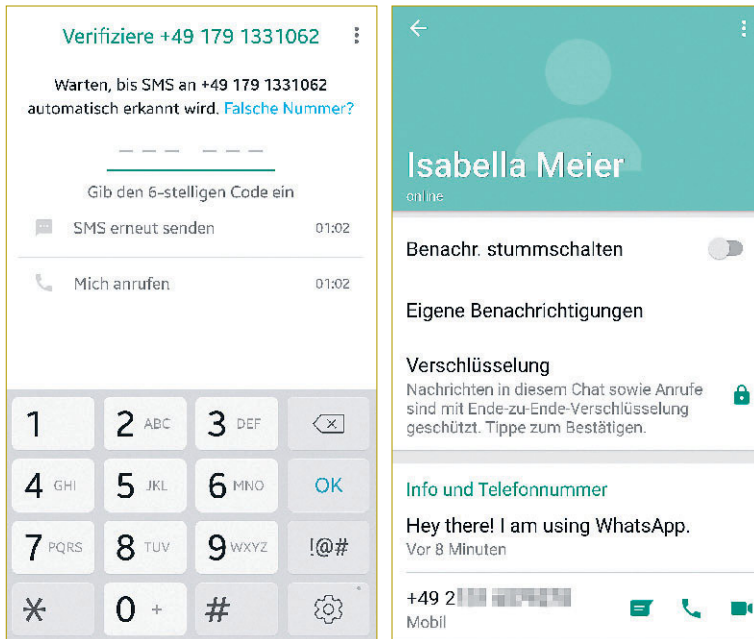 Verifiziere +49 179 1331062
Warten, bis SMS an +49 179 1331062
automatisch erkannt wird. Falsche Nummer?
Gib den 6-stelligen Code ein
SMS erneut senden 01:02
Mich anrufen 01:02
1 2 ABC 3 DEF
4 GHI 5 JKL 6 MNO OK
7 PQRS 8 TUV 9 WXYZ !@#
* 0 + #
Isabella Meier
online
Benachr. stummschalten
Eigene Benachrichtigungen
Verschlüsselung
Nachrichten in diesem Chat sowie Anrufe
sind mit Ende-zu-Ende-Verschlüsselung
geschützt. Tippe zum Bestätigen.
Info und Telefonnummer
Hey there! I am using WhatsApp.
Vor 8 Minuten
+49 2
Mobil